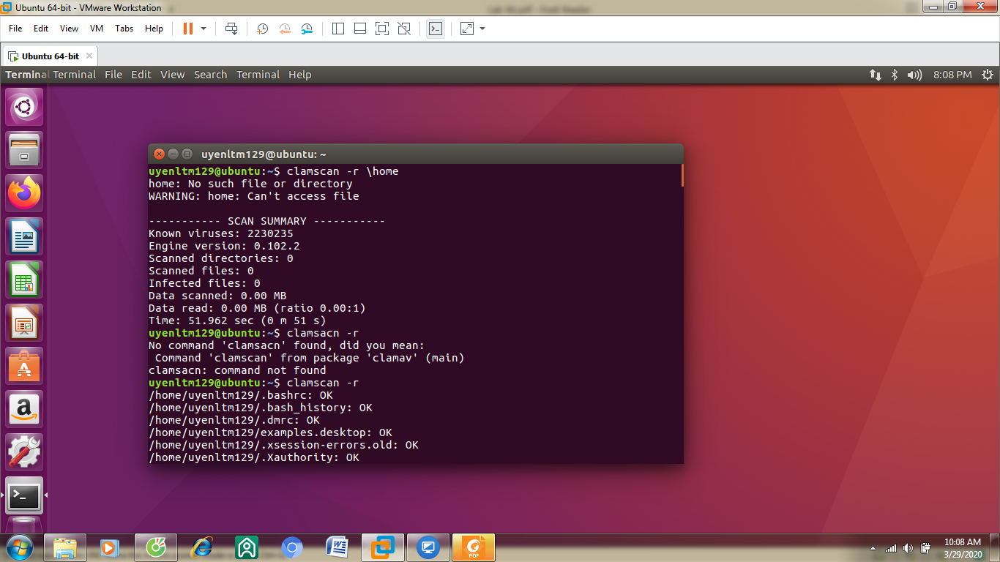 Ubuntu 64-bit - VMware Workstation
File Edit View VM Tabs Help
Ubuntu 64-bit
Terminal Terminal File Edit View Search Terminal Help
8:08 PM
uyenltm129@ubuntu: ~
uyenltm129@ubuntu:~$ clamscan -r \home
home: No such file or directory
WARNING: home: Can't access file
----------- SCAN SUMMARY -----------
Known viruses: 2230235
Engine version: 0.102.2
Scanned directories: 0
Scanned files: 0
Infected files: 0
Data scanned: 0.00 MB
Data read: 0.00 MB (ratio 0.00:1)
Time: 51.962 sec (0 m 51 s)
uyenltm129@ubuntu:~$ clamsacn -r
No command 'clamsacn' found, did you mean:
Command 'clamscan' from package 'clamav' (main)
clamsacn: command not found
uyenltm129@ubuntu:~$ clamscan -r
/home/uyenltm129/.bashrc: OK
/home/uyenltm129/.bash_history: OK
/home/uyenltm129/.dmrc: OK
/home/uyenltm129/examples.desktop: OK
/home/uyenltm129/.xsession-errors.old: OK
/home/uyenltm129/.Xauthority: OK
PDF
10:08 AM
3/29/2020